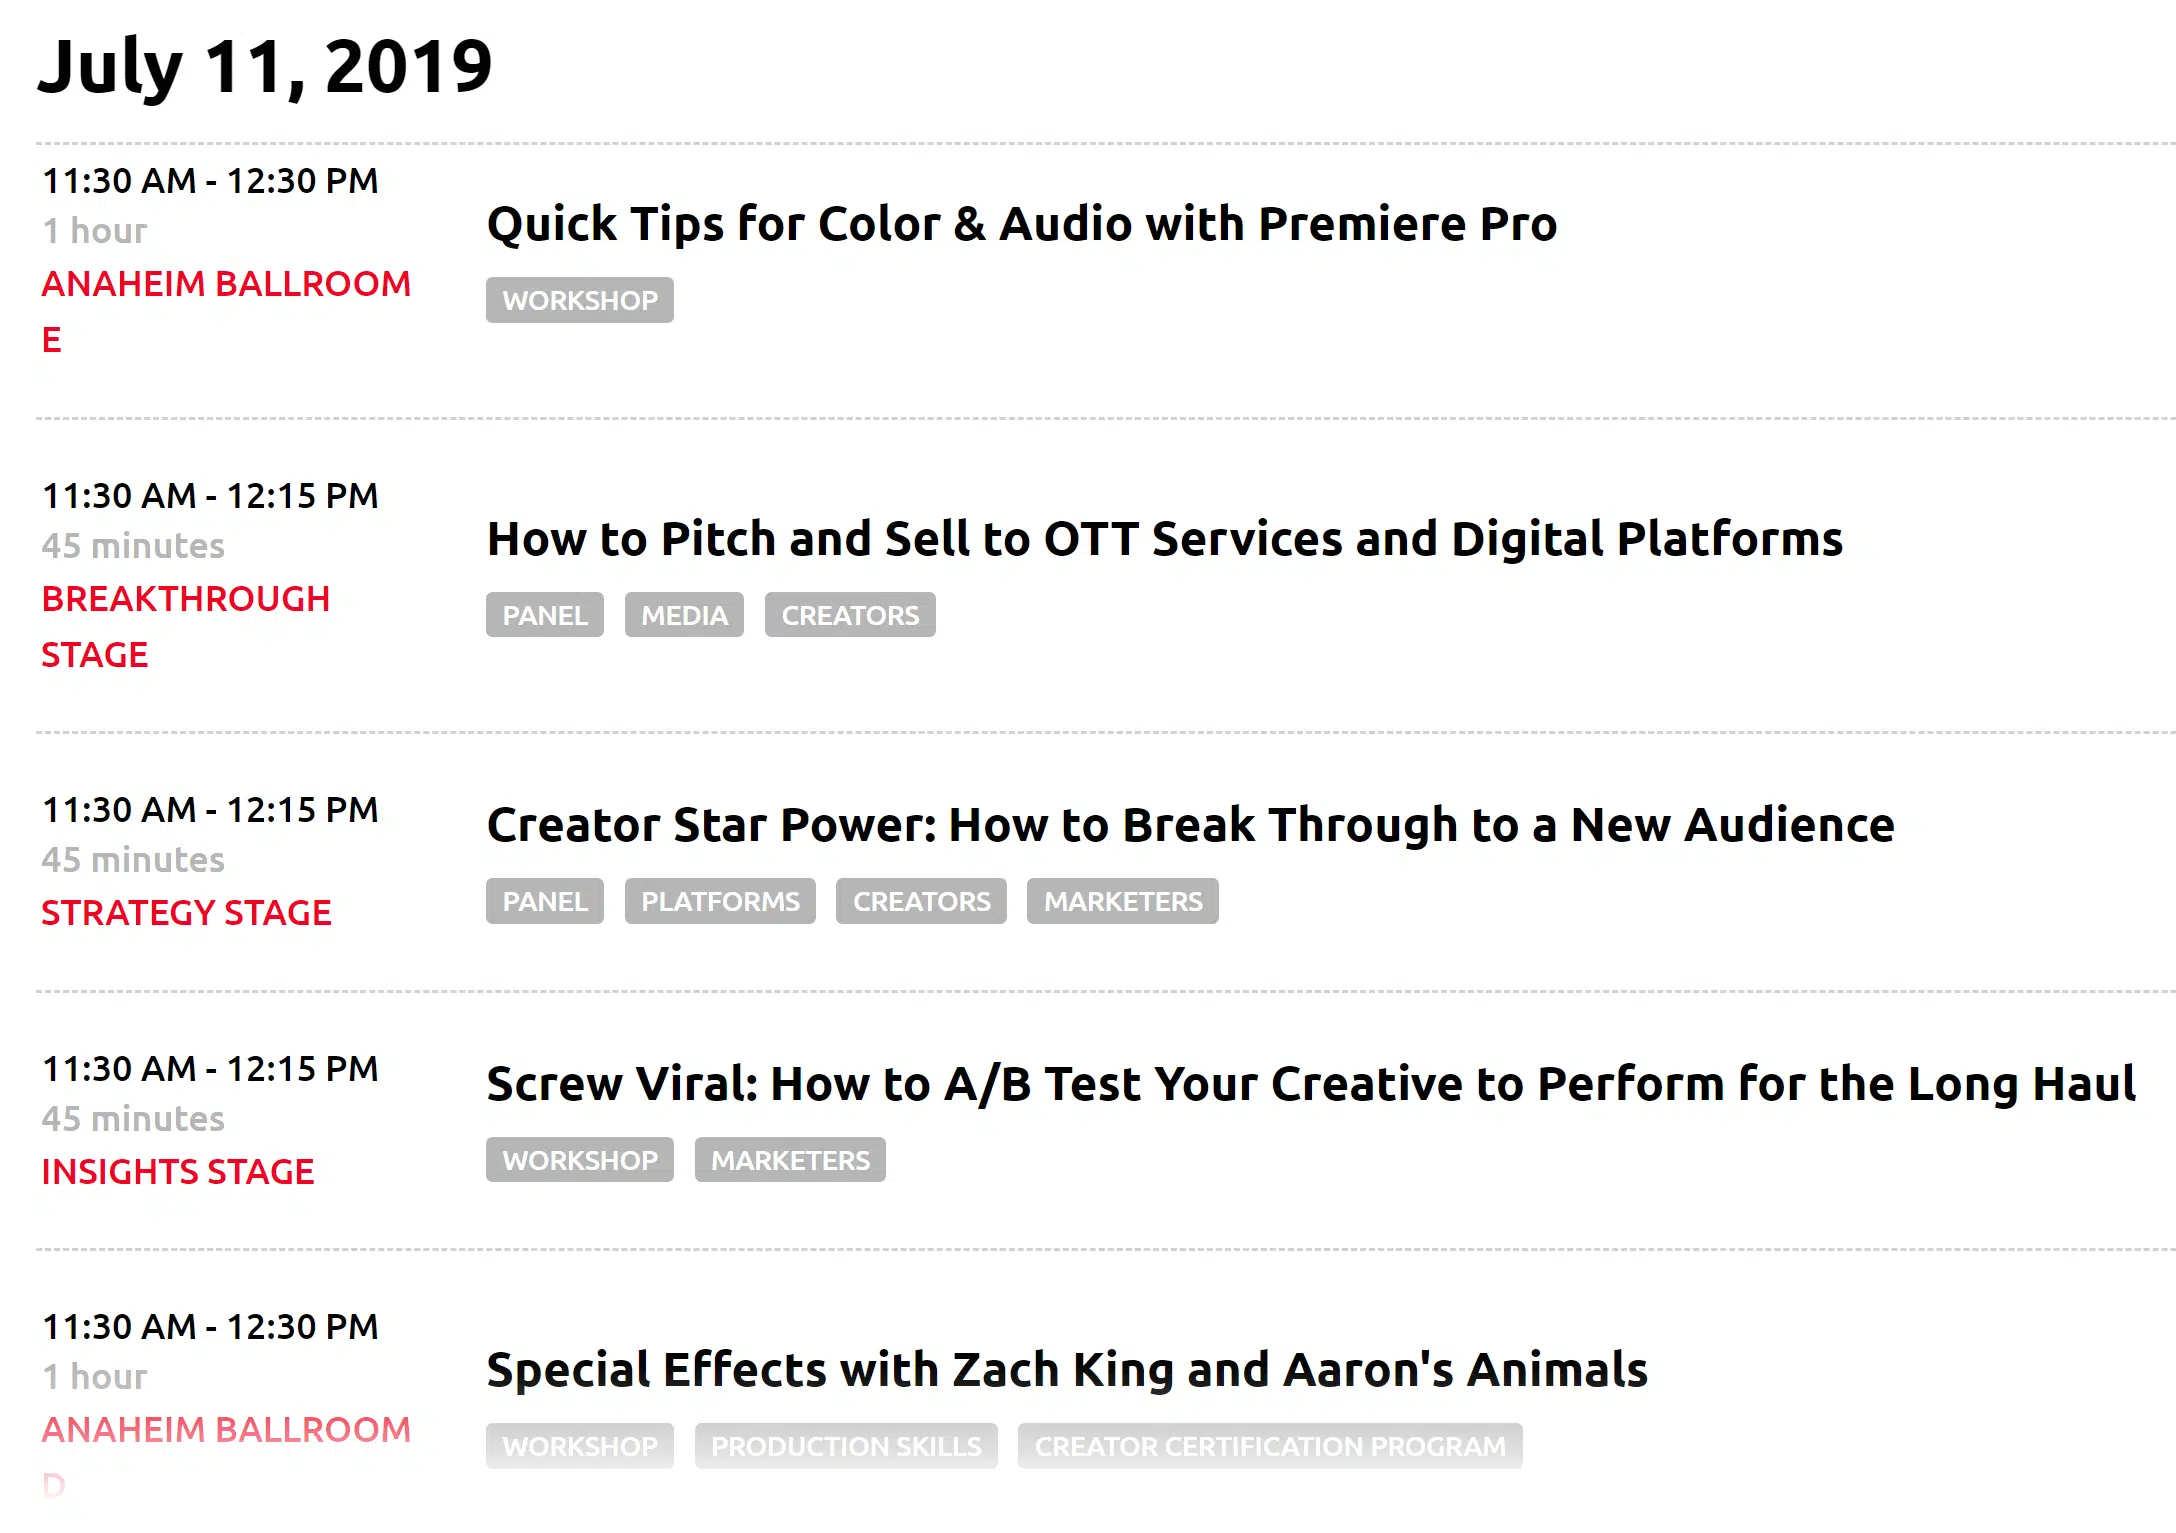 July 11, 2019
11:30 AM - 12:30 PM
1 hour
ANAHEIM BALLROOM
E
Quick Tips for Color & Audio with Premiere Pro
WORKSHOP
11:30 AM - 12:15 PM
45 minutes
BREAKTHROUGH
STAGE
How to Pitch and Sell to OTT Services and Digital Platforms
PANEL MEDIA CREATORS
11:30 AM - 12:15 PM
45 minutes
STRATEGY STAGE
Creator Star Power: How to Break Through to a New Audience
PANEL PLATFORMS CREATORS MARKETERS
11:30 AM - 12:15 PM
45 minutes
INSIGHTS STAGE
Screw Viral: How to A/B Test Your Creative to Perform for the Long Haul
WORKSHOP MARKETERS
11:30 AM - 12:30 PM
1 hour
ANAHEIM BALLROOM
D
Special Effects with Zach King and Aaron's Animals
WORKSHOP PRODUCTION SKILLS CREATOR CERTIFICATION PROGRAM